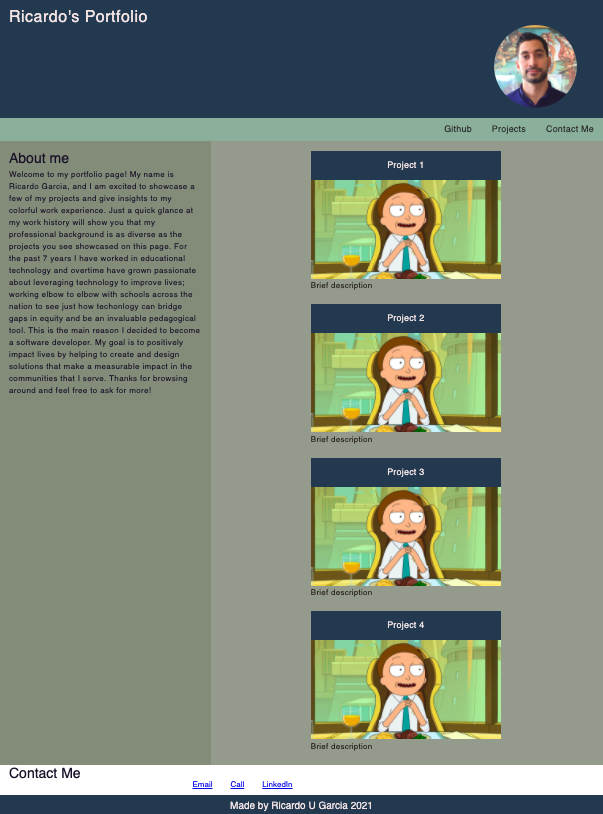 Ricardo's Portfolio
Github Projects Contact Me
About me
Welcome to my portfolio page! My name is
Ricardo Garcia, and I am excited to showcase a
few of my projects and give insights to my
colorful work experience. Just a quick glance at
my work history will show you that my
professional background is as diverse as the
projects you see showcased on this page. For
the past 7 years I have worked in educational
technology and overtime have grown passionate
about leveraging technology to improve lives;
working elbow to elbow with schools across the
nation to see just how techonlogy can bridge
gaps in equity and be an invaluable pedagogical
tool. This is the main reason I decided to become
a software developer. My goal is to positively
impact lives by helping to create and design
solutions that make a measurable impact in the
communities that I serve. Thanks for browsing
around and feel free to ask for more!
Project 1
Brief description
Project 2
Brief description
Project 3
Brief description
Project 4
Brief description
Contact Me
Email Call LinkedIn
Made by Ricardo U Garcia 2021